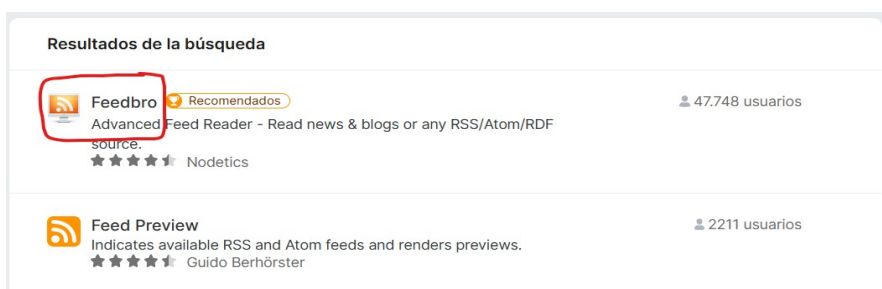 Resultados de la búsqueda
Feedbro Recomendados 47.748 usuarios
Advanced Feed Reader - Read news & blogs or any RSS/Atom/RDF
source.
Nodetics
Feed Preview 2211 usuarios
Indicates available RSS and Atom feeds and renders previews.
Guido Berhörster